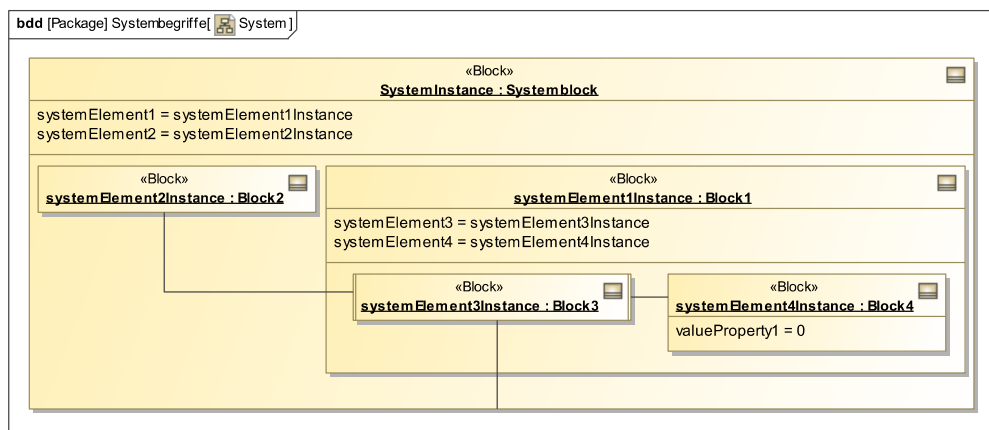 bdd [Package] Systembegriffe[ System ]
«Block»
SystemInstance : Systemblock
systemElement1 = systemElement1Instance
systemElement2 = systemElement2Instance
«Block»
systemElement2Instance : Block2
«Block»
systemElement1Instance : Block1
systemElement3 = systemElement3Instance
systemElement4 = systemElement4Instance
«Block»
systemElement3Instance : Block3
«Block»
systemElement4Instance : Block4
valueProperty1 = 0